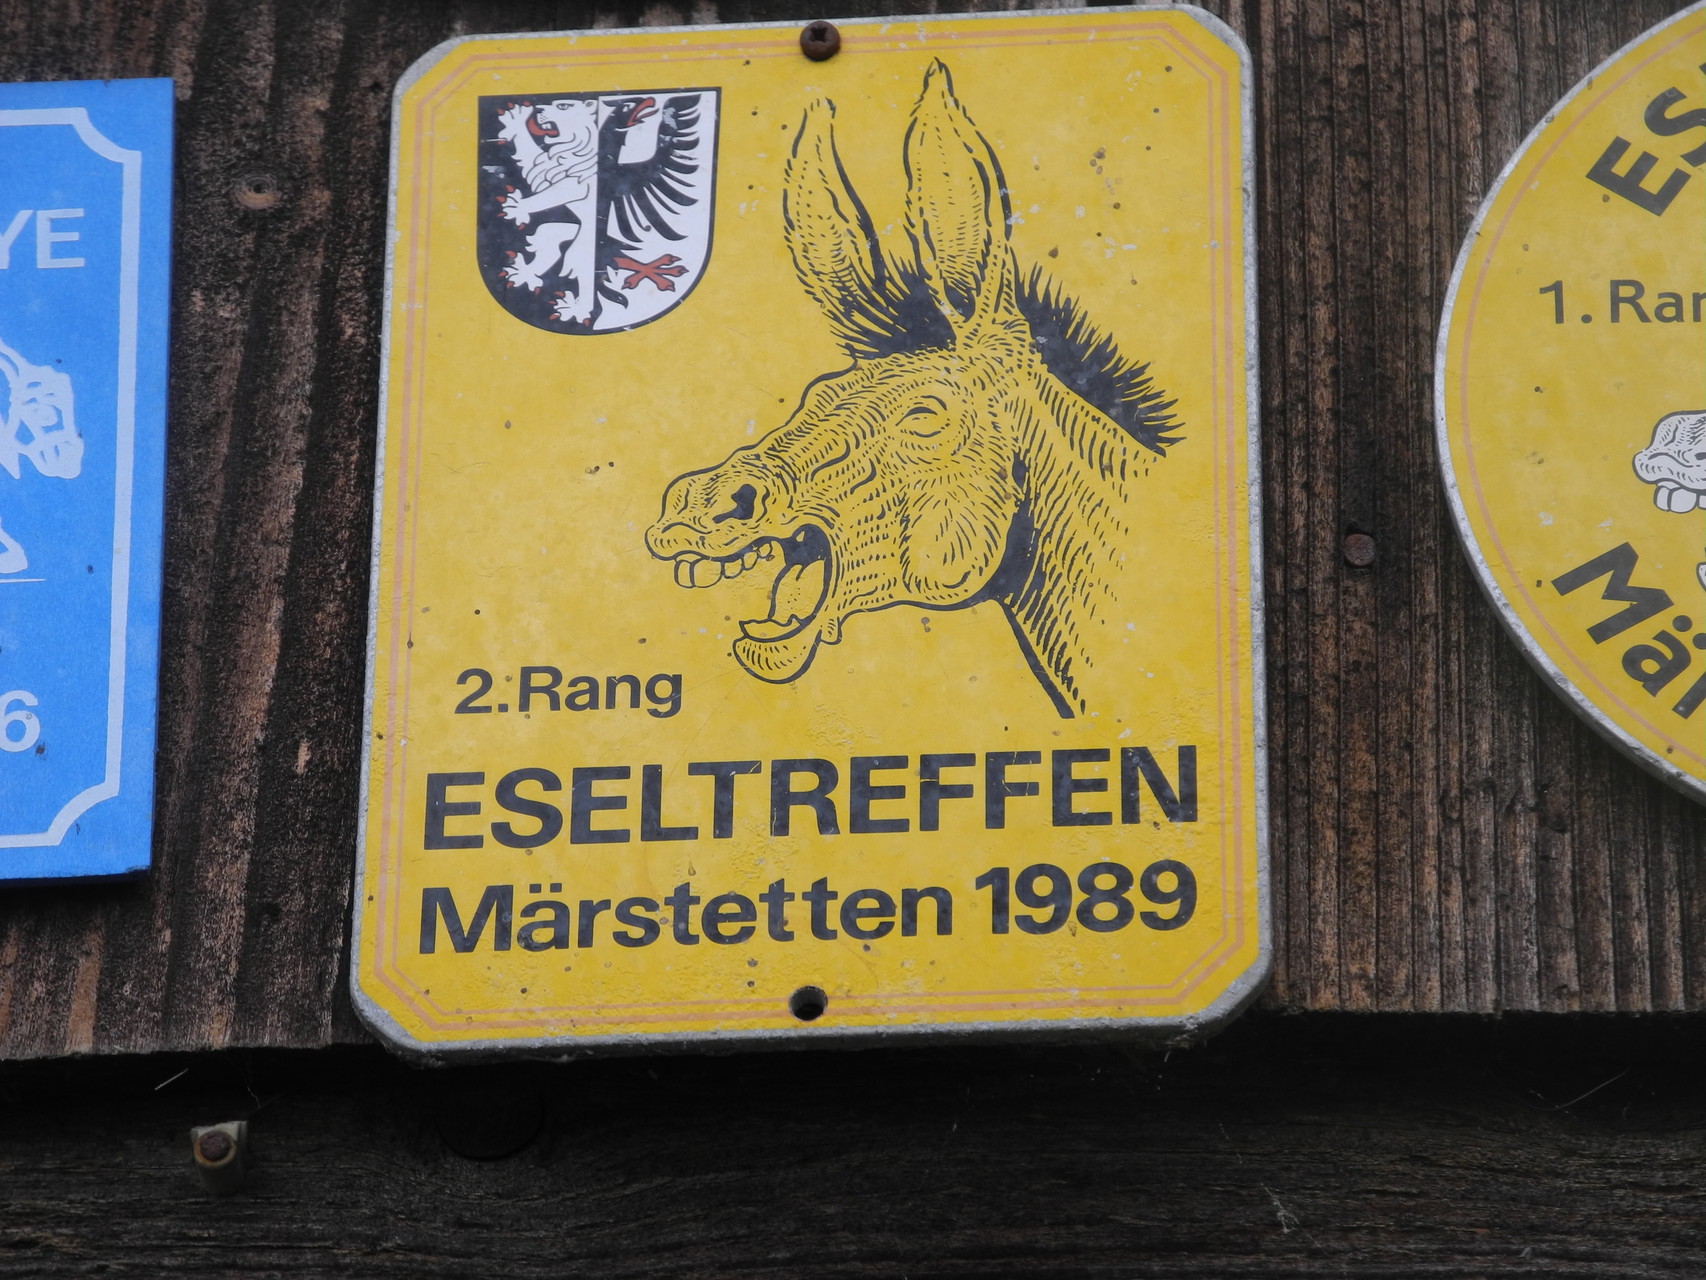 YE
6
2. Rang
ESELTREFFEN
Märstetten 1989
1. Ran